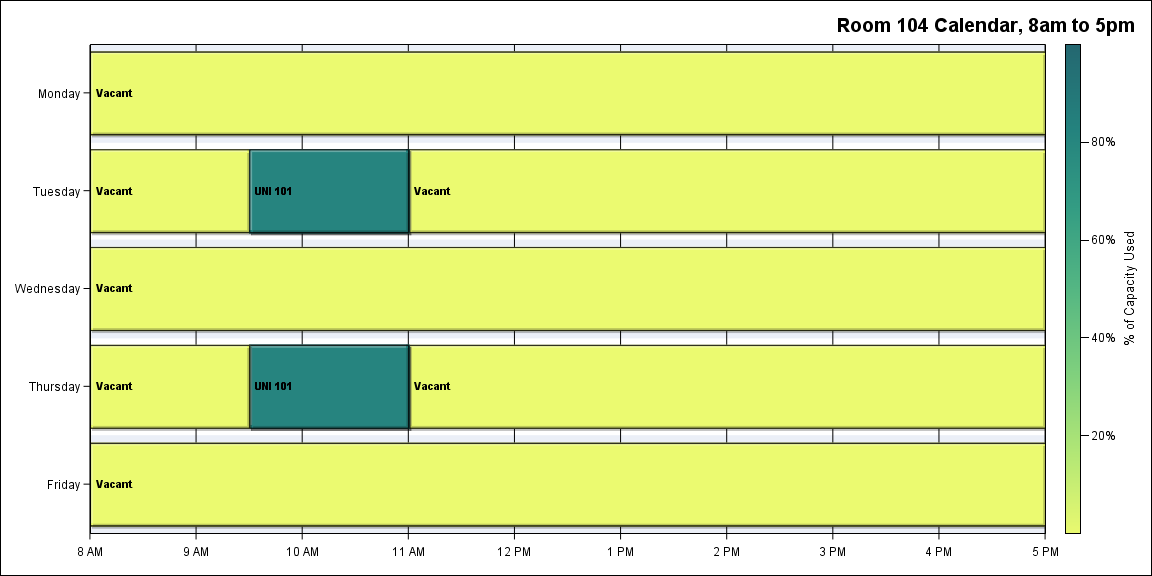 Room 104 Calendar, 8am to 5pm
Monday
Vacant
80%
Tuesday
Vacant
UNI 101
Vacant
60%
% of Capacity Used
Wednesday
Vacant
40%
Thursday
Vacant
UNI 101
Vacant
20%
Friday
Vacant
8 AM 9 AM 10 AM 11 AM 12 PM 1 PM 2 PM 3 PM 4 PM 5 PM